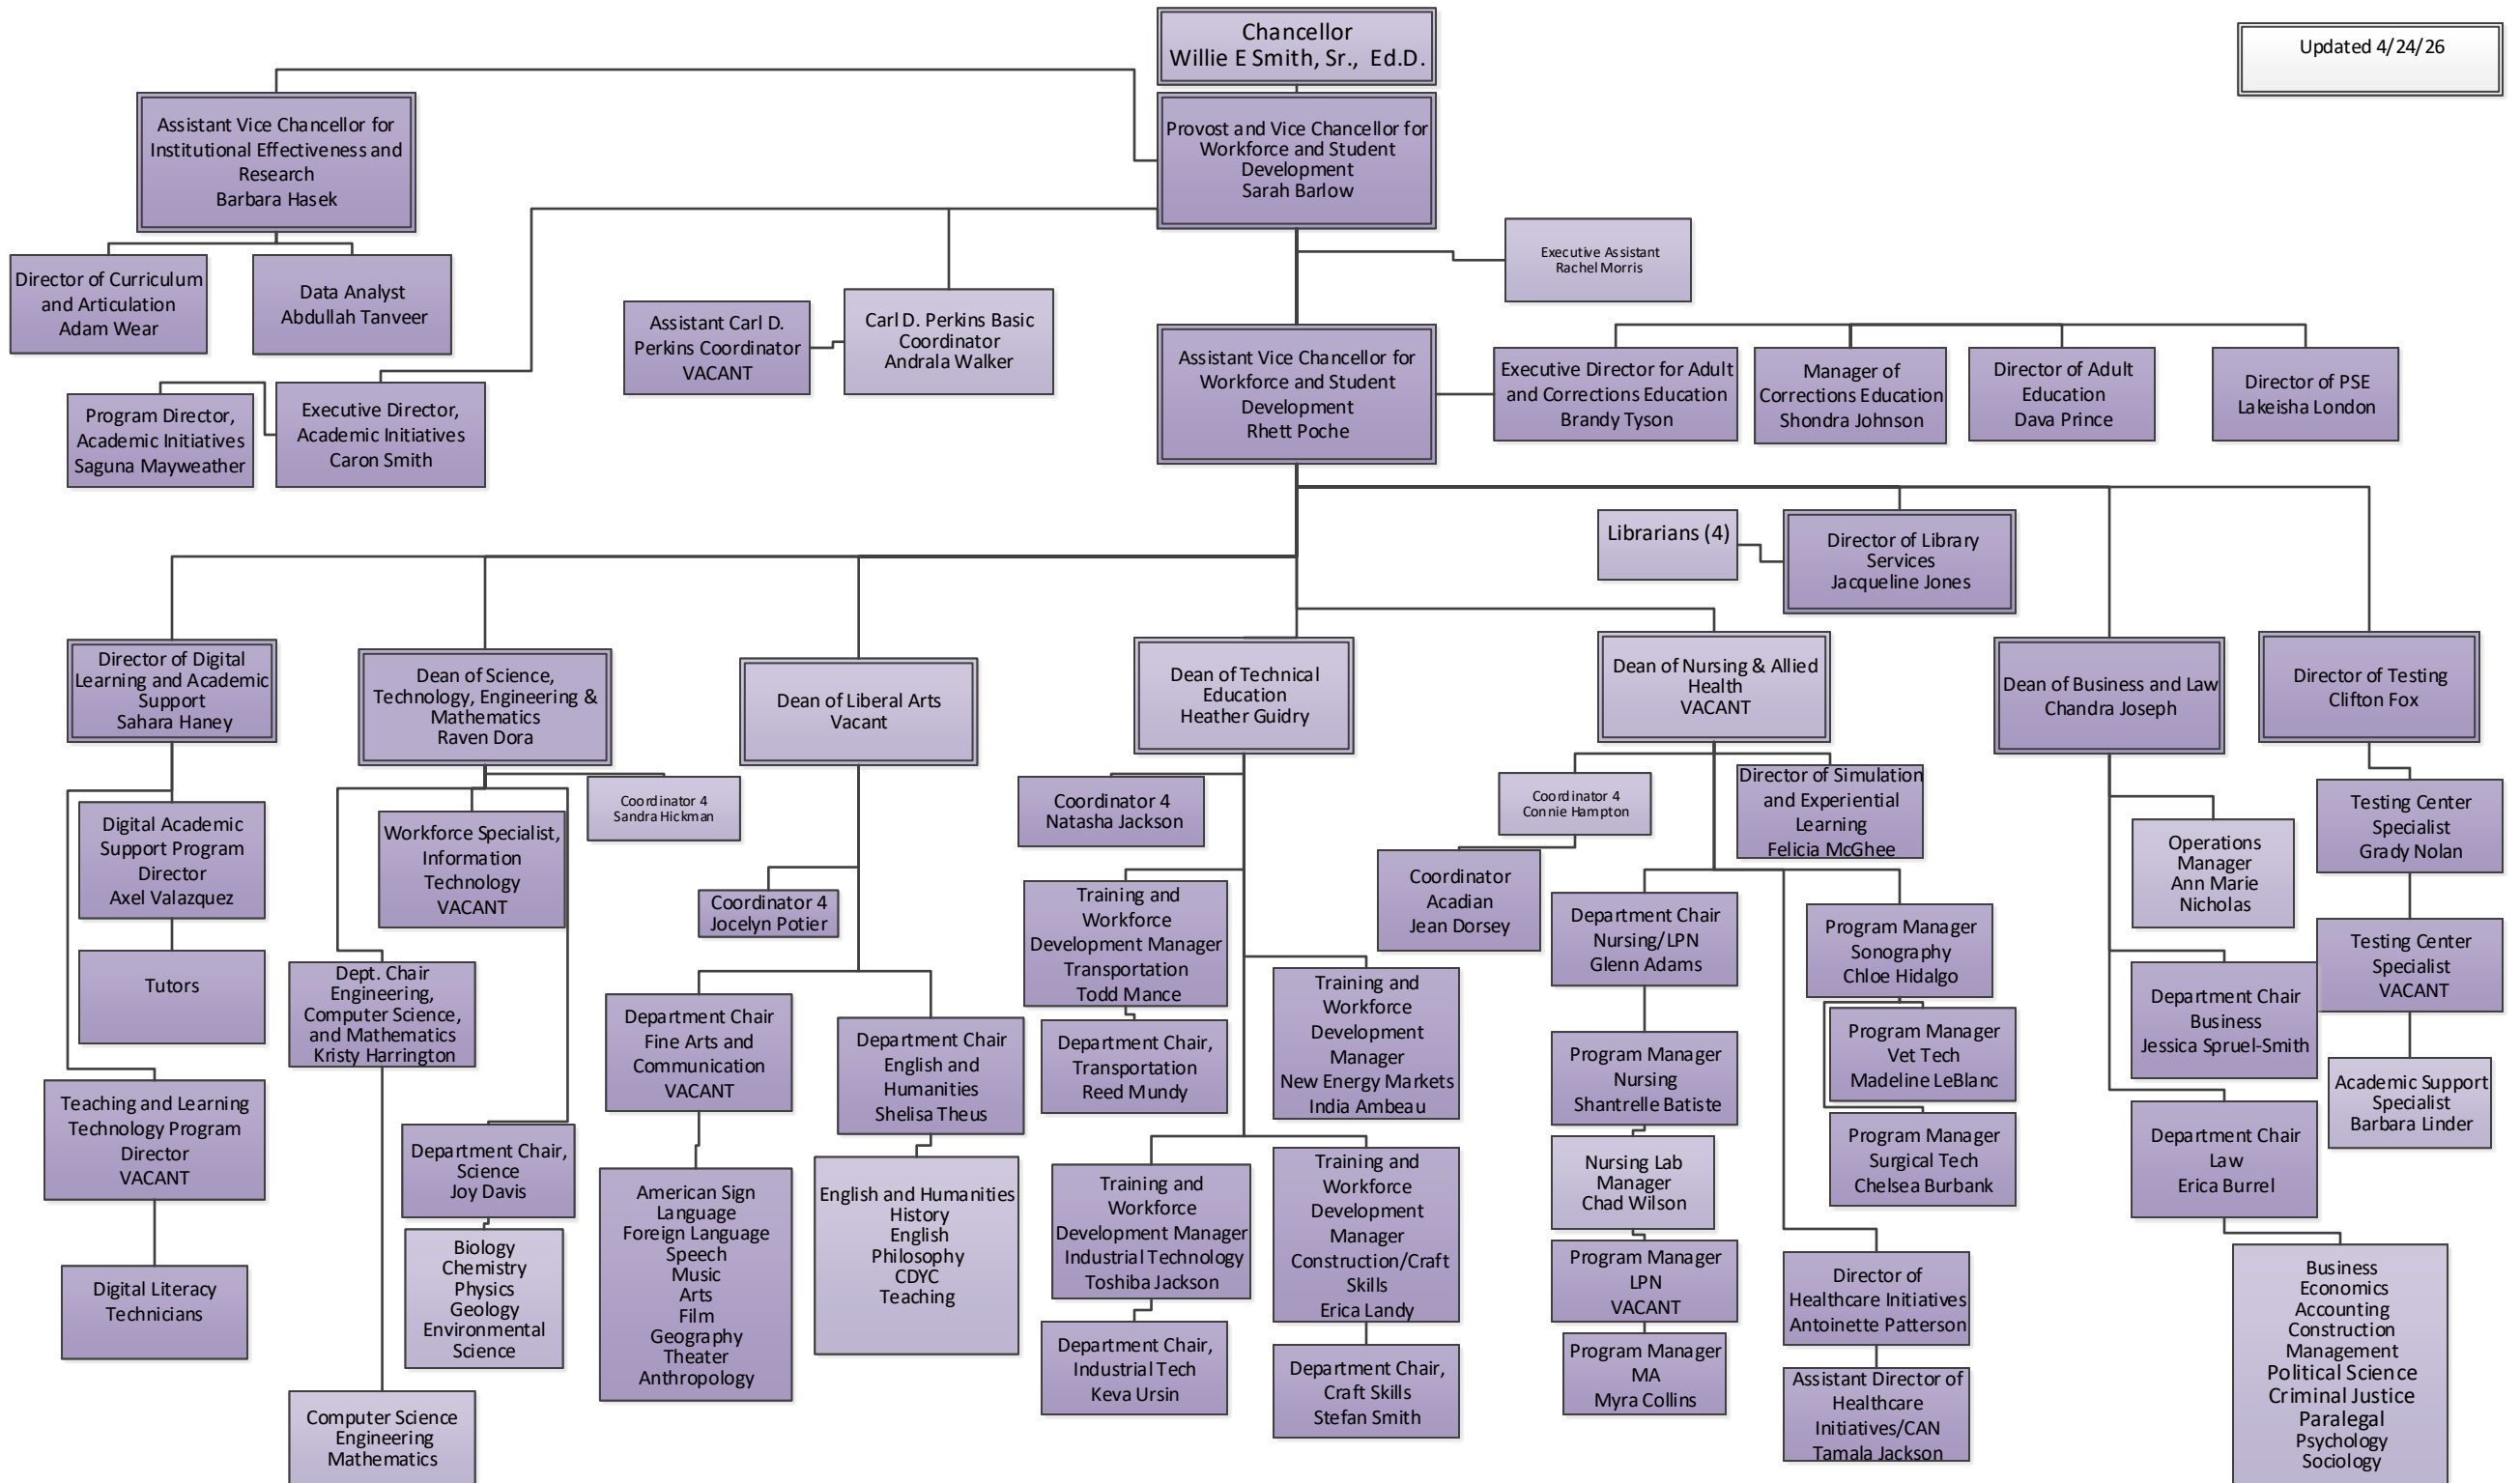 Chancellor
Willie E Smith, Sr., Ed.D.
Updated 4/24/26
Assistant Vice Chancellor for
Institutional Effectiveness and
Research
Barbara Hasek
Provost and Vice Chancellor for
Workforce and Student
Development
Sarah Barlow
Executive Assistant
Rachel Morris
Director of Curriculum
and Articulation
Adam Wear
Data Analyst
Abdullah Tanveer
Assistant Carl D.
Perkins Coordinator
VACANT
Carl D. Perkins Basic
Coordinator
Andrala Walker
Assistant Vice Chancellor for
Workforce and Student
Development
Rhett Poche
Executive Director for Adult
and Corrections Education
Brandy Tyson
Manager of
Corrections Education
Shondra Johnson
Director of Adult
Education
Dava Prince
Director of PSE
Lakeisha London
Program Director,
Academic Initiatives
Saguna Mayweather
Executive Director,
Academic Initiatives
Caron Smith
Librarians (4)
Director of Library
Services
Jacqueline Jones
Director of Digital
Learning and Academic
Support
Sahara Haney
Dean of Science,
Technology, Engineering &
Mathematics
Raven Dora
Dean of Liberal Arts
Vacant
Dean of Technical
Education
Heather Guidry
Dean of Nursing & Allied
Health
VACANT
Dean of Business and Law
Chandra Joseph
Director of Testing
Clifton Fox
Digital Academic
Support Program
Director
Axel Valazquez
Tutors
Teaching and Learning
Technology Program
Director
VACANT
Digital Literacy
Technicians
Workforce Specialist,
Information
Technology
VACANT
Coordinator 4
Sandra Hickman
Dept. Chair
Engineering,
Computer Science,
and Mathematics
Kristy Harrington
Department Chair,
Science
Joy Davis
Biology
Chemistry
Physics
Geology
Environmental
Science
Computer Science
Engineering
Mathematics
Coordinator 4
Jocelyn Potier
Department Chair
Fine Arts and
Communication
VACANT
Department Chair
English and
Humanities
Shelisa Theus
American Sign
Language
Foreign Language
Speech
Music
Arts
Film
Geography
Theater
Anthropology
English and Humanities
History
English
Philosophy
CDYC
Teaching
Coordinator 4
Natasha Jackson
Training and
Workforce
Development Manager
Transportation
Todd Mance
Department Chair,
Transportation
Reed Mundy
Training and
Workforce
Development
Manager
New Energy Markets
India Ambeau
Training and
Workforce
Development Manager
Industrial Technology
Toshiba Jackson
Department Chair,
Industrial Tech
Keva Ursin
Training and
Workforce
Development
Manager
Construction/Craft
Skills
Erica Landy
Department Chair,
Craft Skills
Stefan Smith
Coordinator 4
Connie Hampton
Director of Simulation
and Experiential
Learning
Felicia McGhee
Coordinator
Acadian
Jean Dorsey
Department Chair
Nursing/LPN
Glenn Adams
Program Manager
Nursing
Shantrelle Batiste
Nursing Lab
Manager
Chad Wilson
Program Manager
LPN
VACANT
Program Manager
MA
Myra Collins
Program Manager
Sonography
Chloe Hidalgo
Program Manager
Vet Tech
Madeline LeBlanc
Program Manager
Surgical Tech
Chelsea Burbank
Director of
Healthcare Initiatives
Antoinette Patterson
Assistant Director of
Healthcare
Initiatives/CAN
Tamala Jackson
Operations
Manager
Ann Marie
Nicholas
Department Chair
Business
Jessica Spruel-Smith
Department Chair
Law
Erica Burrel
Business
Economics
Accounting
Construction
Management
Political Science
Criminal Justice
Paralegal
Psychology
Sociology
Testing Center
Specialist
Grady Nolan
Testing Center
Specialist
VACANT
Academic Support
Specialist
Barbara Linder